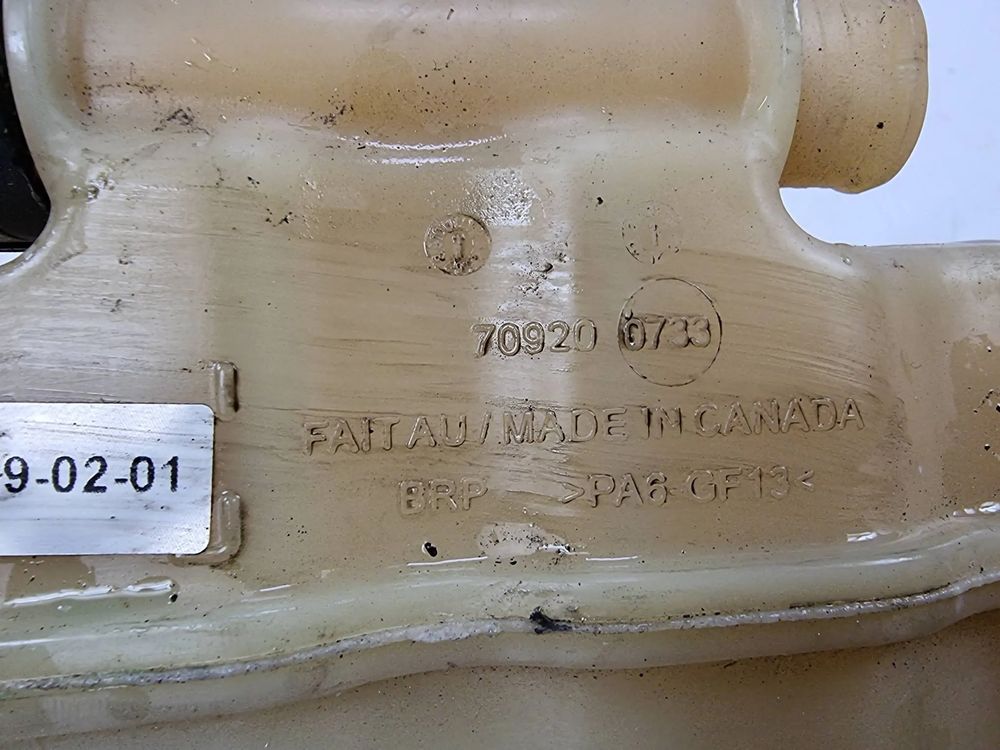 70920 0733
9-02-01
FAIT AU / MADE IN CANADA
BRP >PA6-GF13<